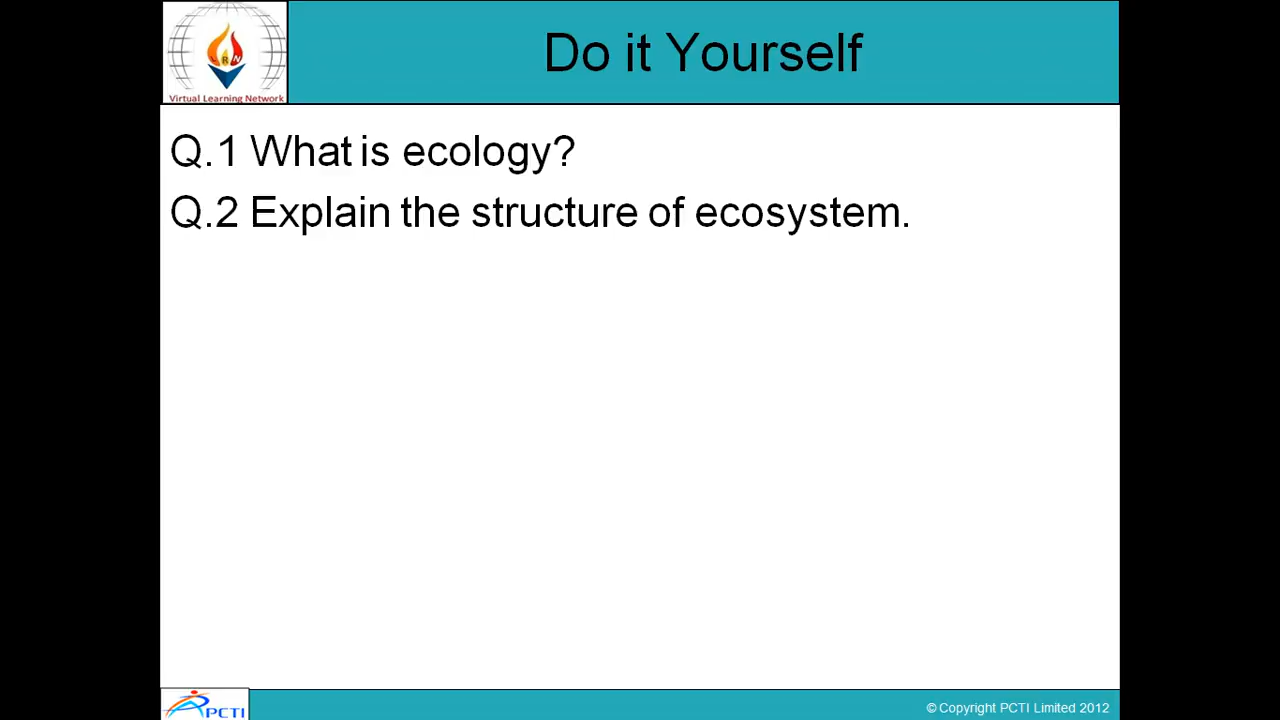 Do it Yourself
Virtual Learning Network
Q.1 What is ecology?
Q.2 Explain the structure of ecosystem.
PCTI
© Copyright PCTI Limited 2012